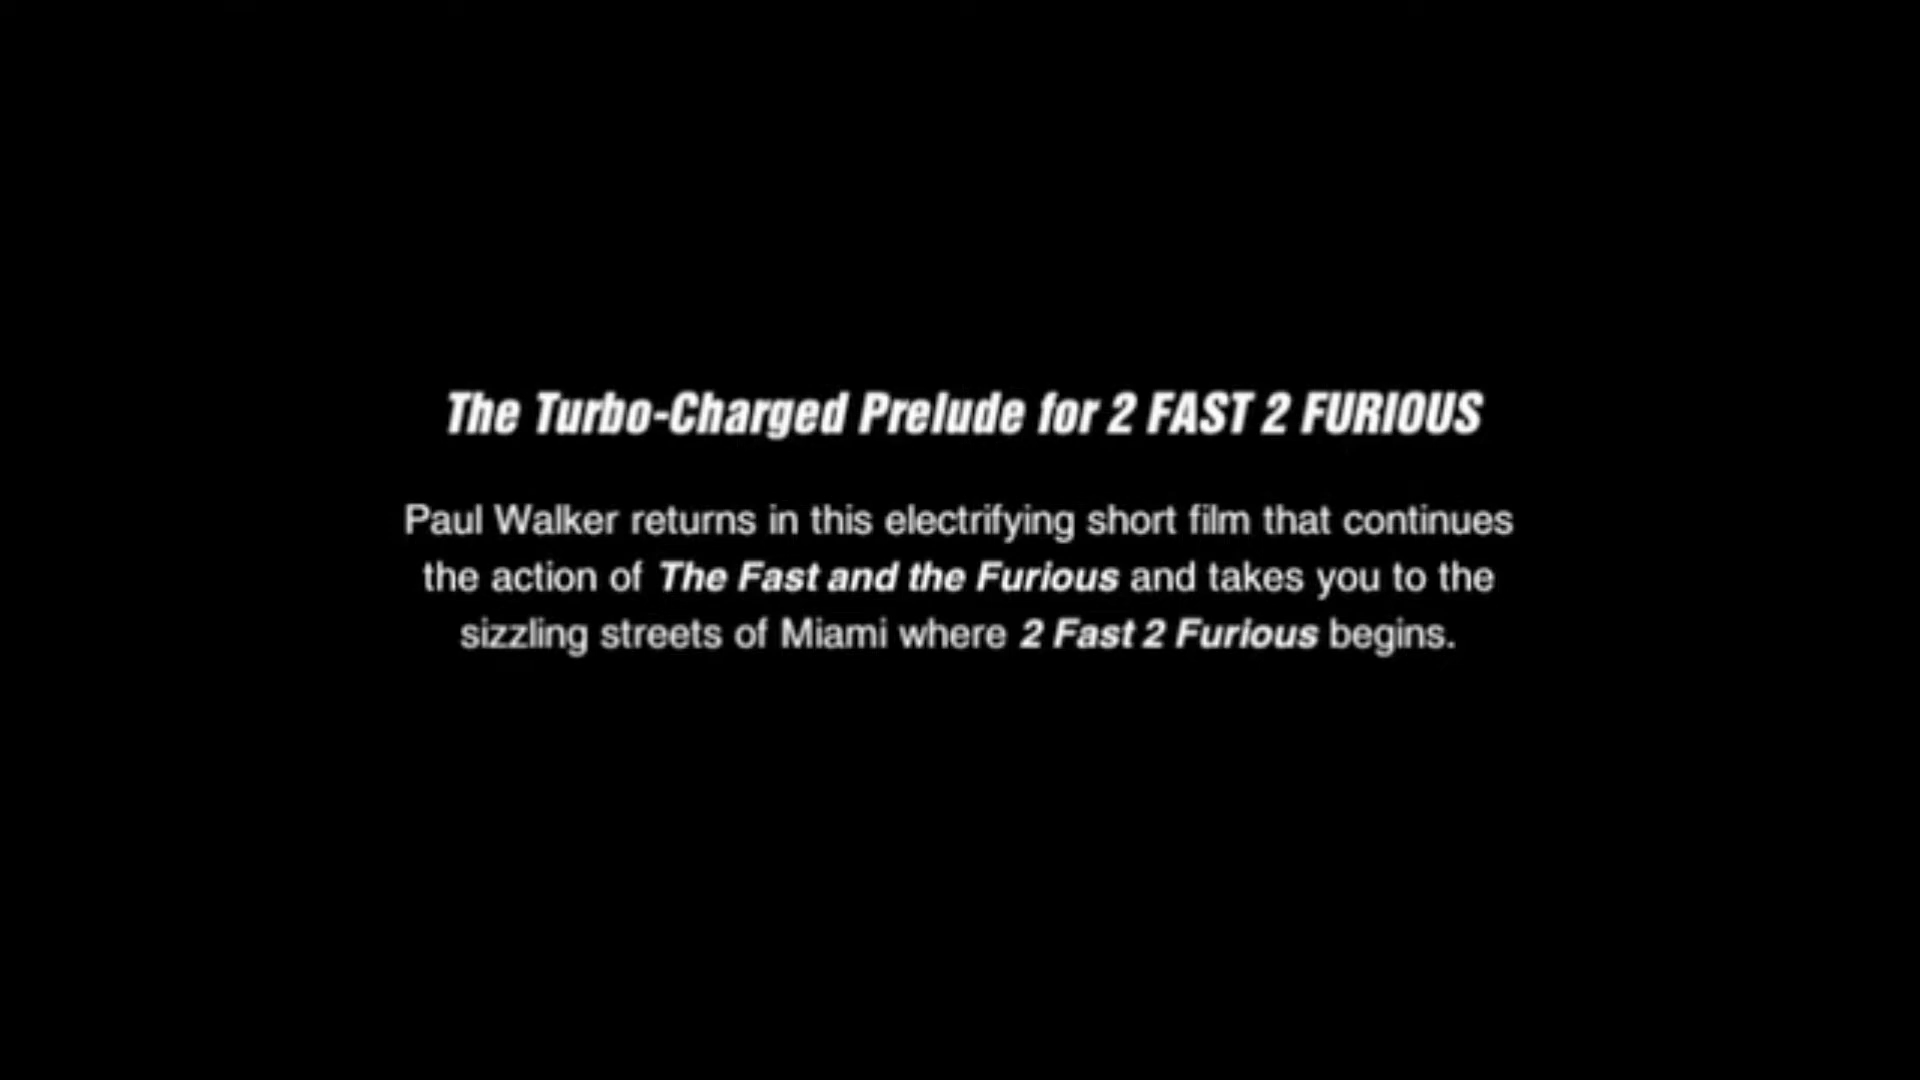 The Turbo-Charged Prelude for 2 FAST 2 FURIOUS
Paul Walker returns in this electrifying short film that continues
the action of The Fast and the Furious and takes you to the
sizzling streets of Miami where 2 Fast 2 Furious begins.